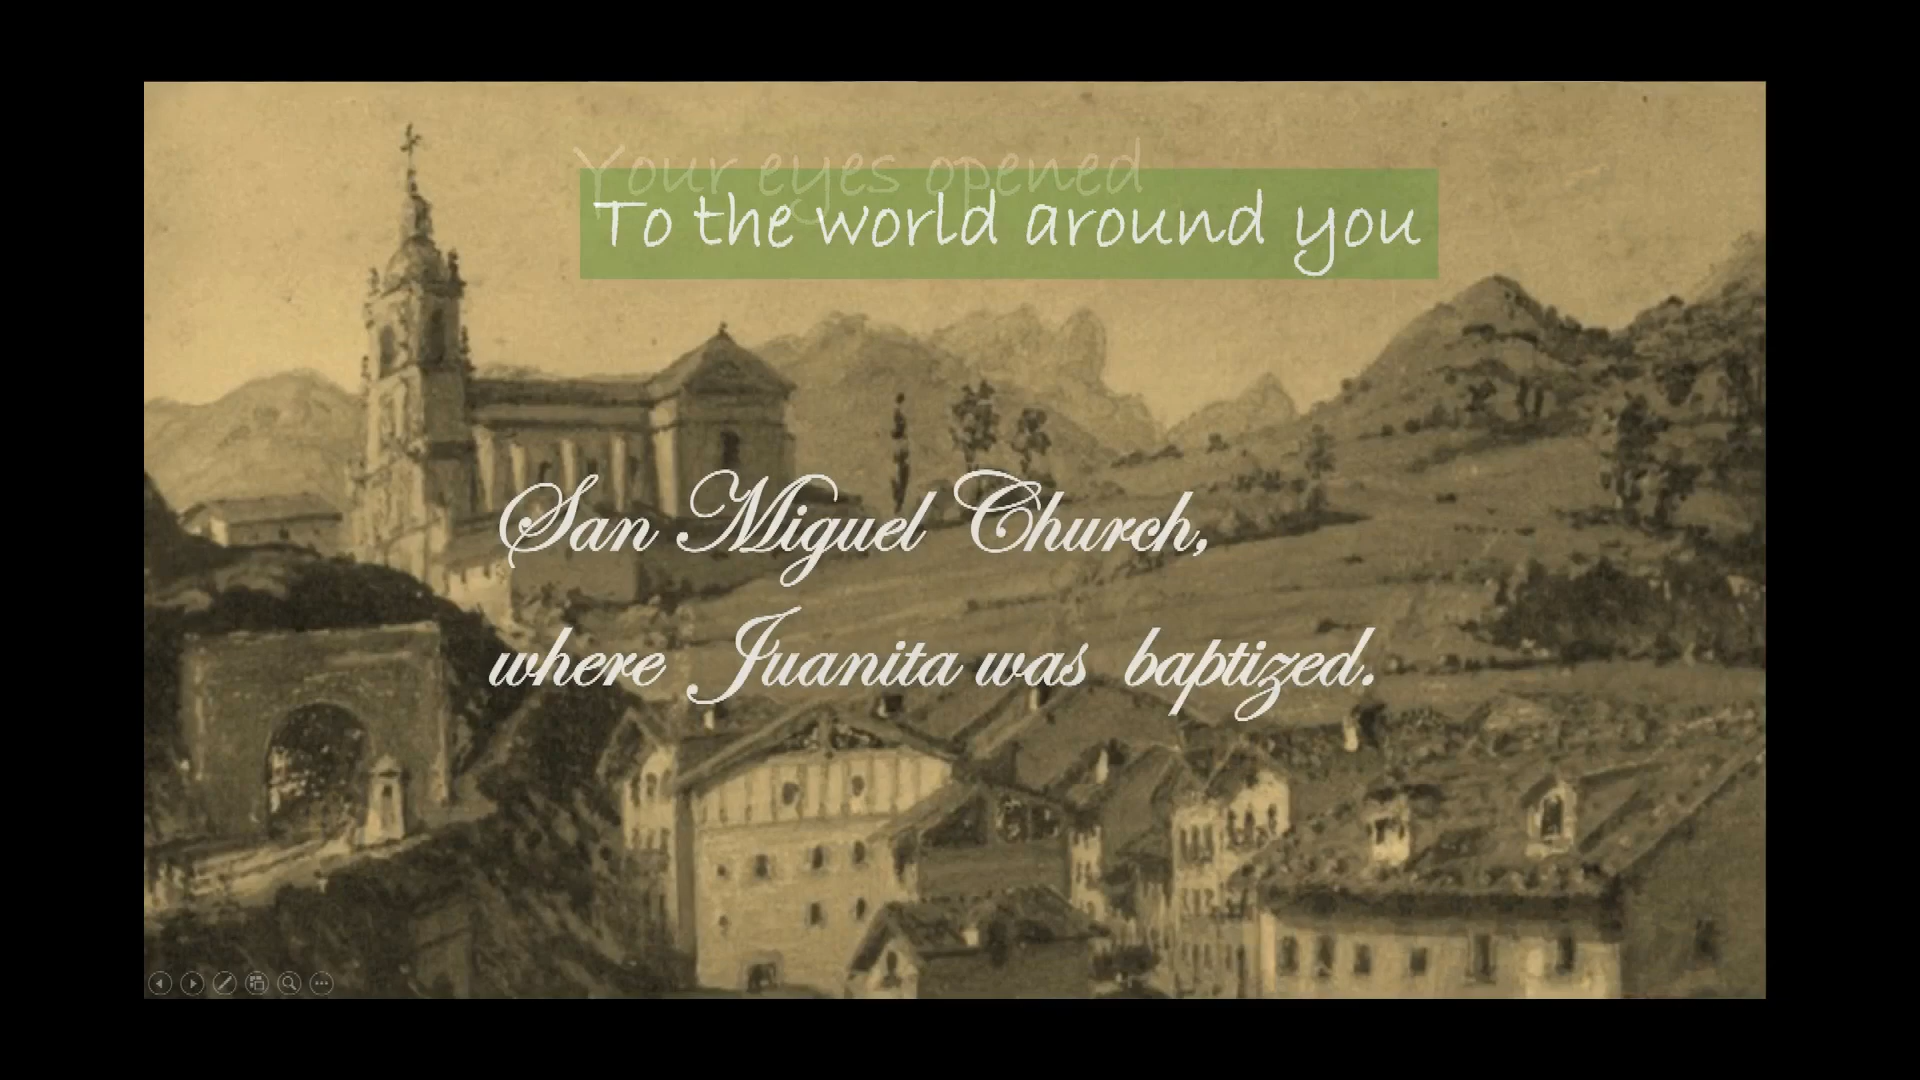 Your eyes opened
To the world around you
San Miguel Church,
where Juanita was baptized.